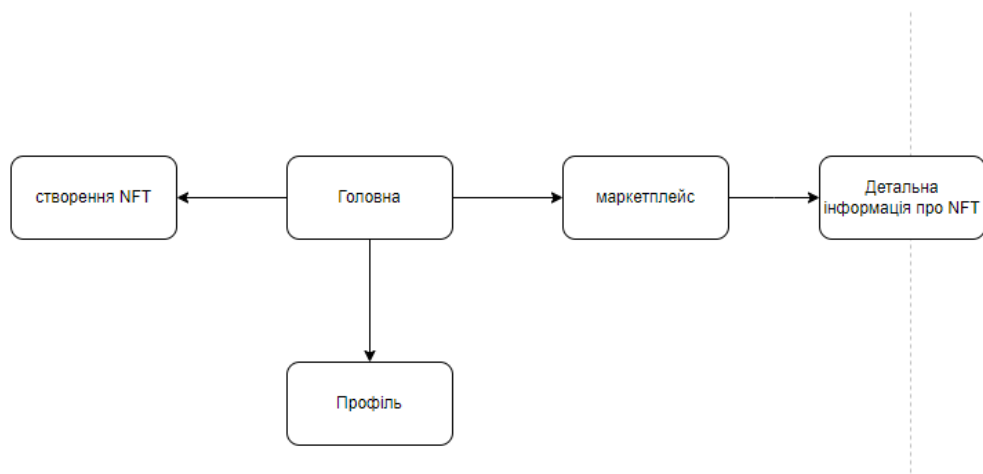 створення NFT
Головна
маркетплейс
Детальна
інформація про NFT
Профіль